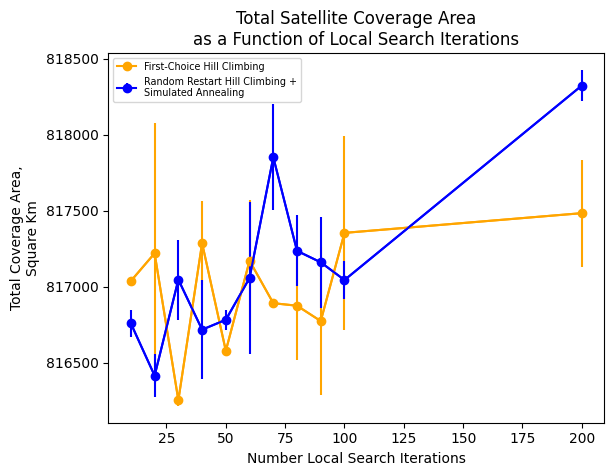 Total Satellite Coverage Area
as a Function of Local Search Iterations
First-Choice Hill Climbing
Random Restart Hill Climbing +
Simulated Annealing
Total Coverage Area,
Square Km
818500
818000
817500
817000
816500
25
50
75
100
125
150
175
200
Number Local Search Iterations